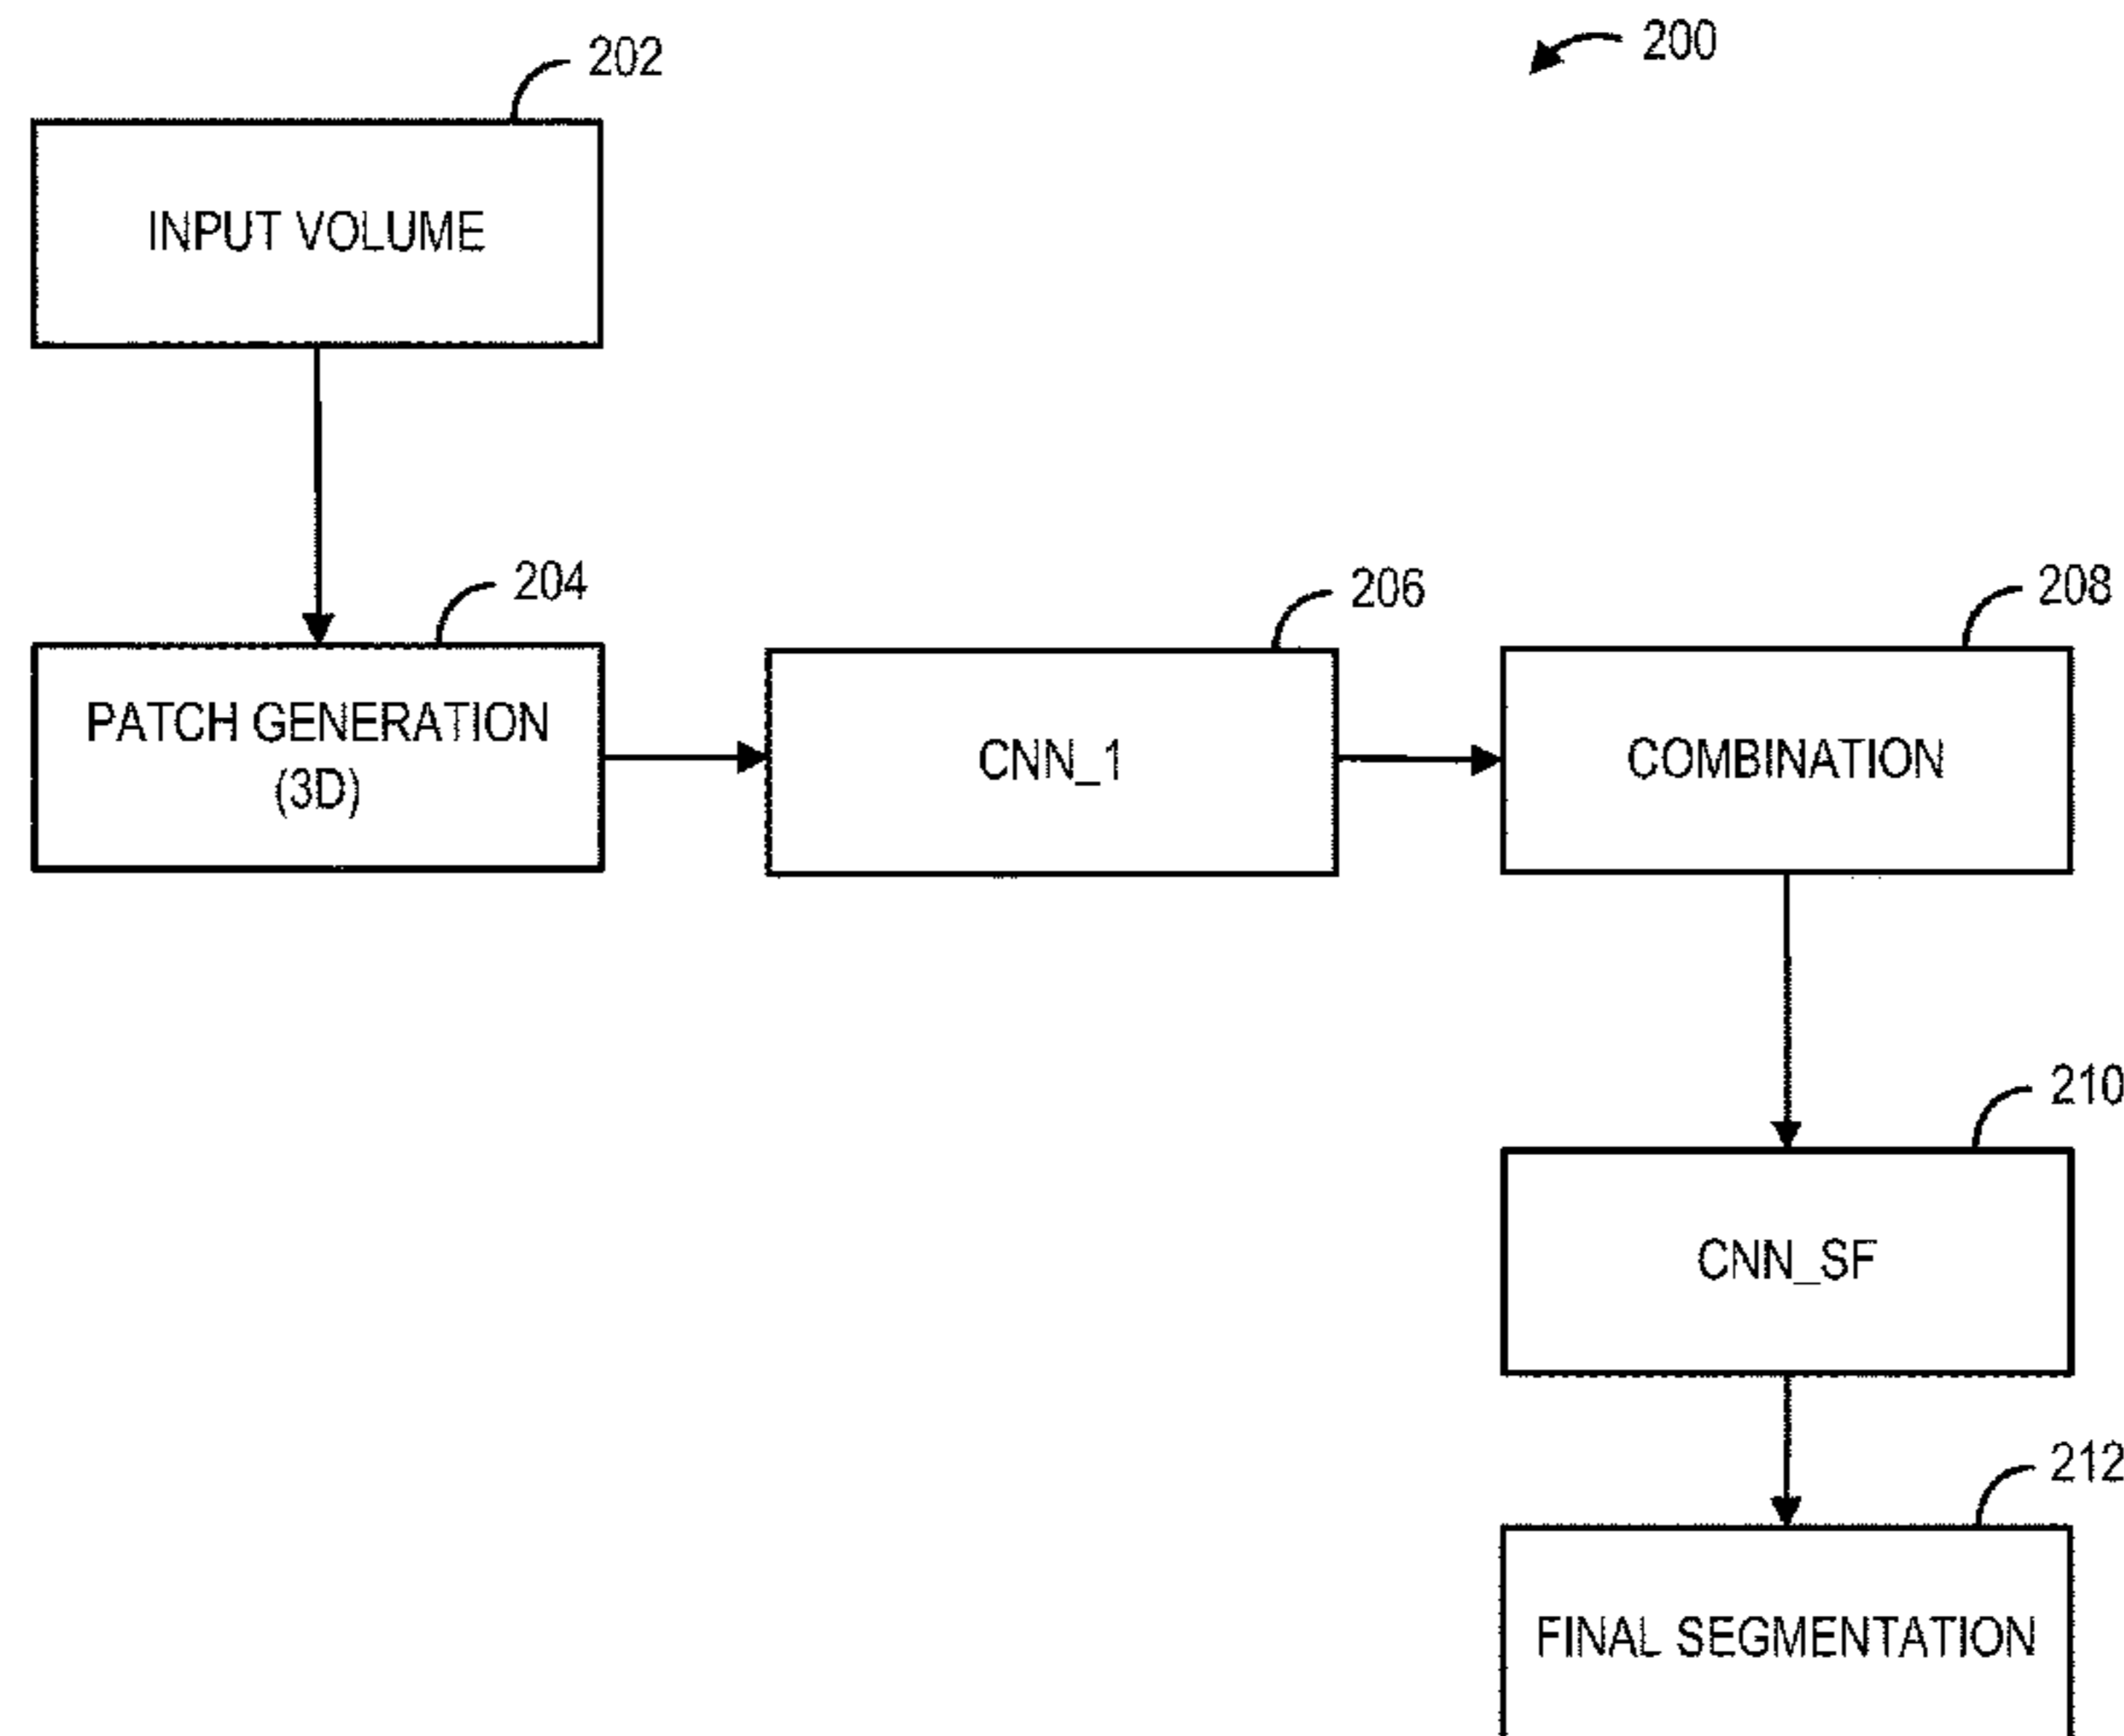 200
202
INPUT VOLUME
204
PATCH GENERATION
(3D)
206
CNN_1
208
COMBINATION
210
CNN_SF
212
FINAL SEGMENTATION